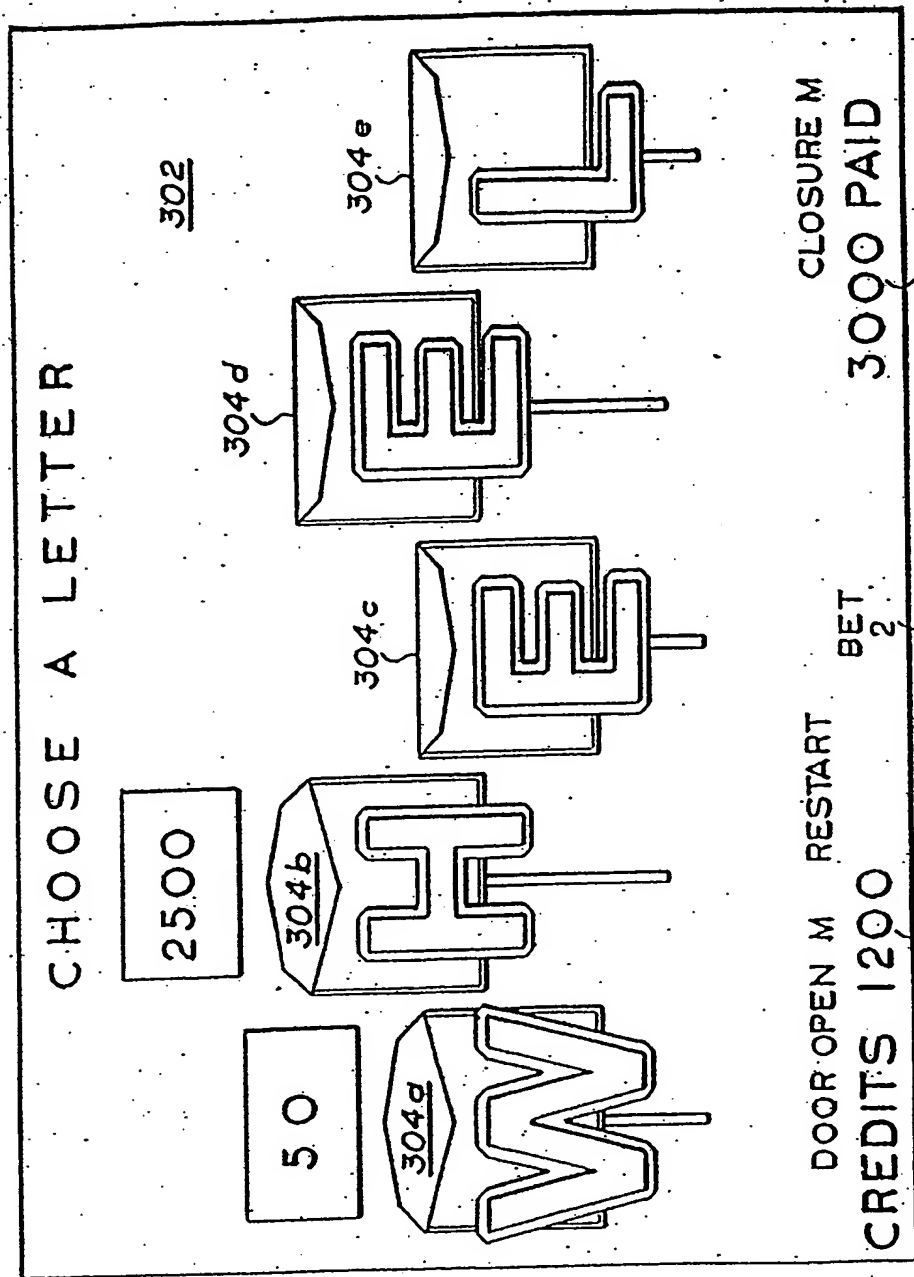 CHOOSE A LETTER
302
50
2500
304a
304b
304c
304d
304e
W H E E L
DOOR OPEN M RESTART
BET
2
CLOSURE M
CREDITS 1200
3000 PAID